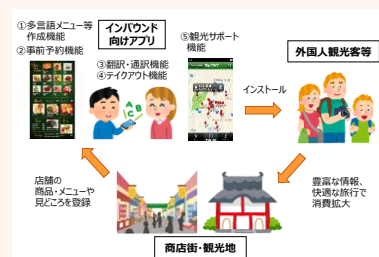 ①多言語メニュー等
作成機能
②事前予約機能
インバウンド
向けアプリ
③翻訳・通訳機能
④テイクアウト機能
⑤観光サポート
機能
外国人観光客等
インストール
A
B
C
店舗の
商品・メニューや
見どころを登録
豊富な情報、
快適な旅行で
消費拡大
商店街・観光地